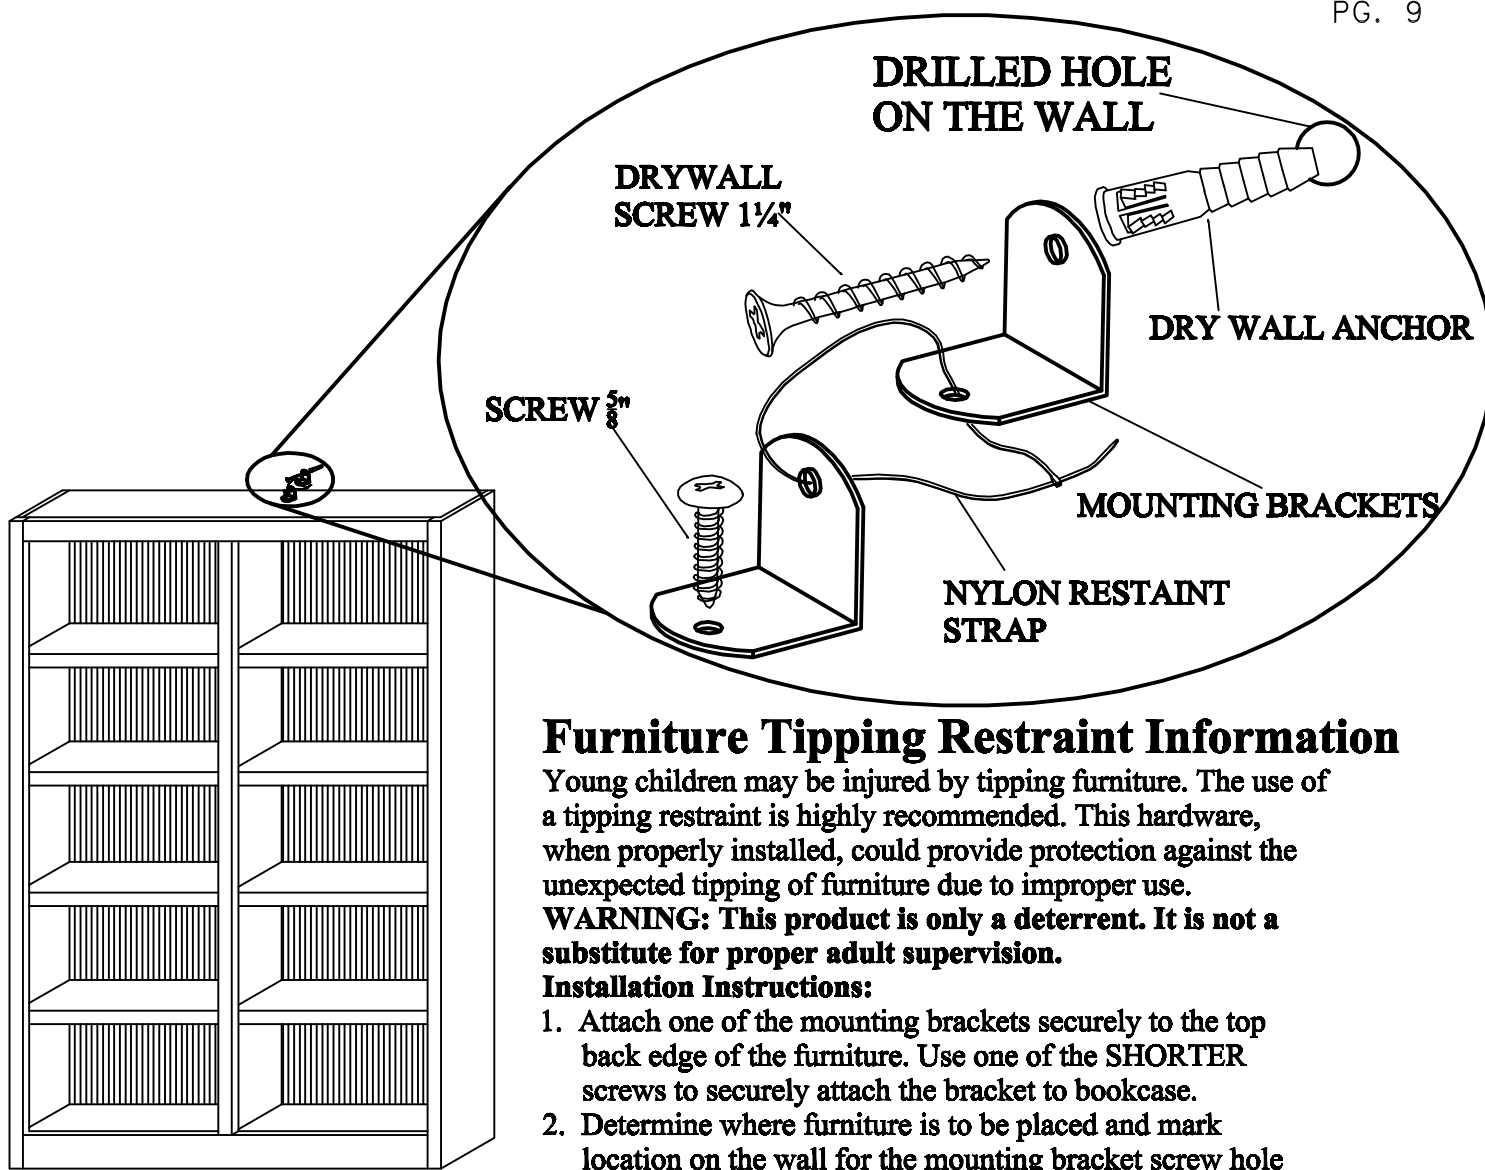 PG. 9
DRILLED HOLE
ON THE WALL
DRYWALL
SCREW 1¼"
DRY WALL ANCHOR
SCREW ⅝"
MOUNTING BRACKETS
NYLON RESTAINT
STRAP
Furniture Tipping Restraint Information
Young children may be injured by tipping furniture. The use of
a tipping restraint is highly recommended. This hardware,
when properly installed, could provide protection against the
unexpected tipping of furniture due to improper use.
WARNING: This product is only a deterrent. It is not a
substitute for proper adult supervision.
Installation Instructions:
1. Attach one of the mounting brackets securely to the top
back edge of the furniture. Use one of the SHORTER
screws to securely attach the bracket to bookcase.
2. Determine where furniture is to be placed and mark
location on the wall for the mounting bracket screw hole